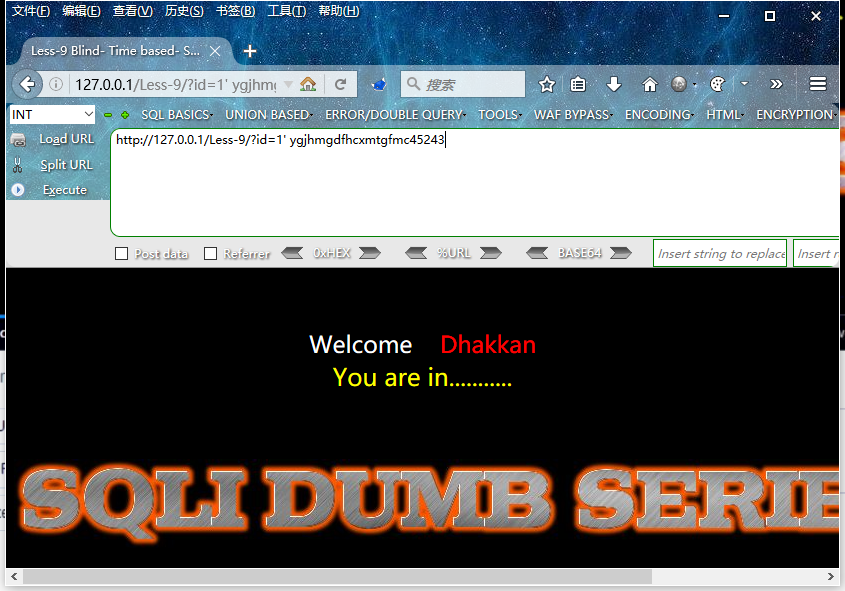 文件(F) 编辑(E) 查看(V) 历史(S) 书签(B) 工具(T) 帮助(H)
Less-9 Blind- Time based- S...
127.0.0.1/Less-9/?id=1' ygjhmg
搜索
INT SQL BASICS UNION BASED ERROR/DOUBLE QUERY TOOLS WAF BYPASS ENCODING HTML ENCRYPTION
Load URL
http://127.0.0.1/Less-9/?id=1' ygjhmgdfhcxmtgfmc45243
Split URL
Execute
Post data Referrer 0xHEX %URL BASE64 Insert string to replace Insert r
Welcome Dhakkan
You are in...........
SQLI DUMB SERIE